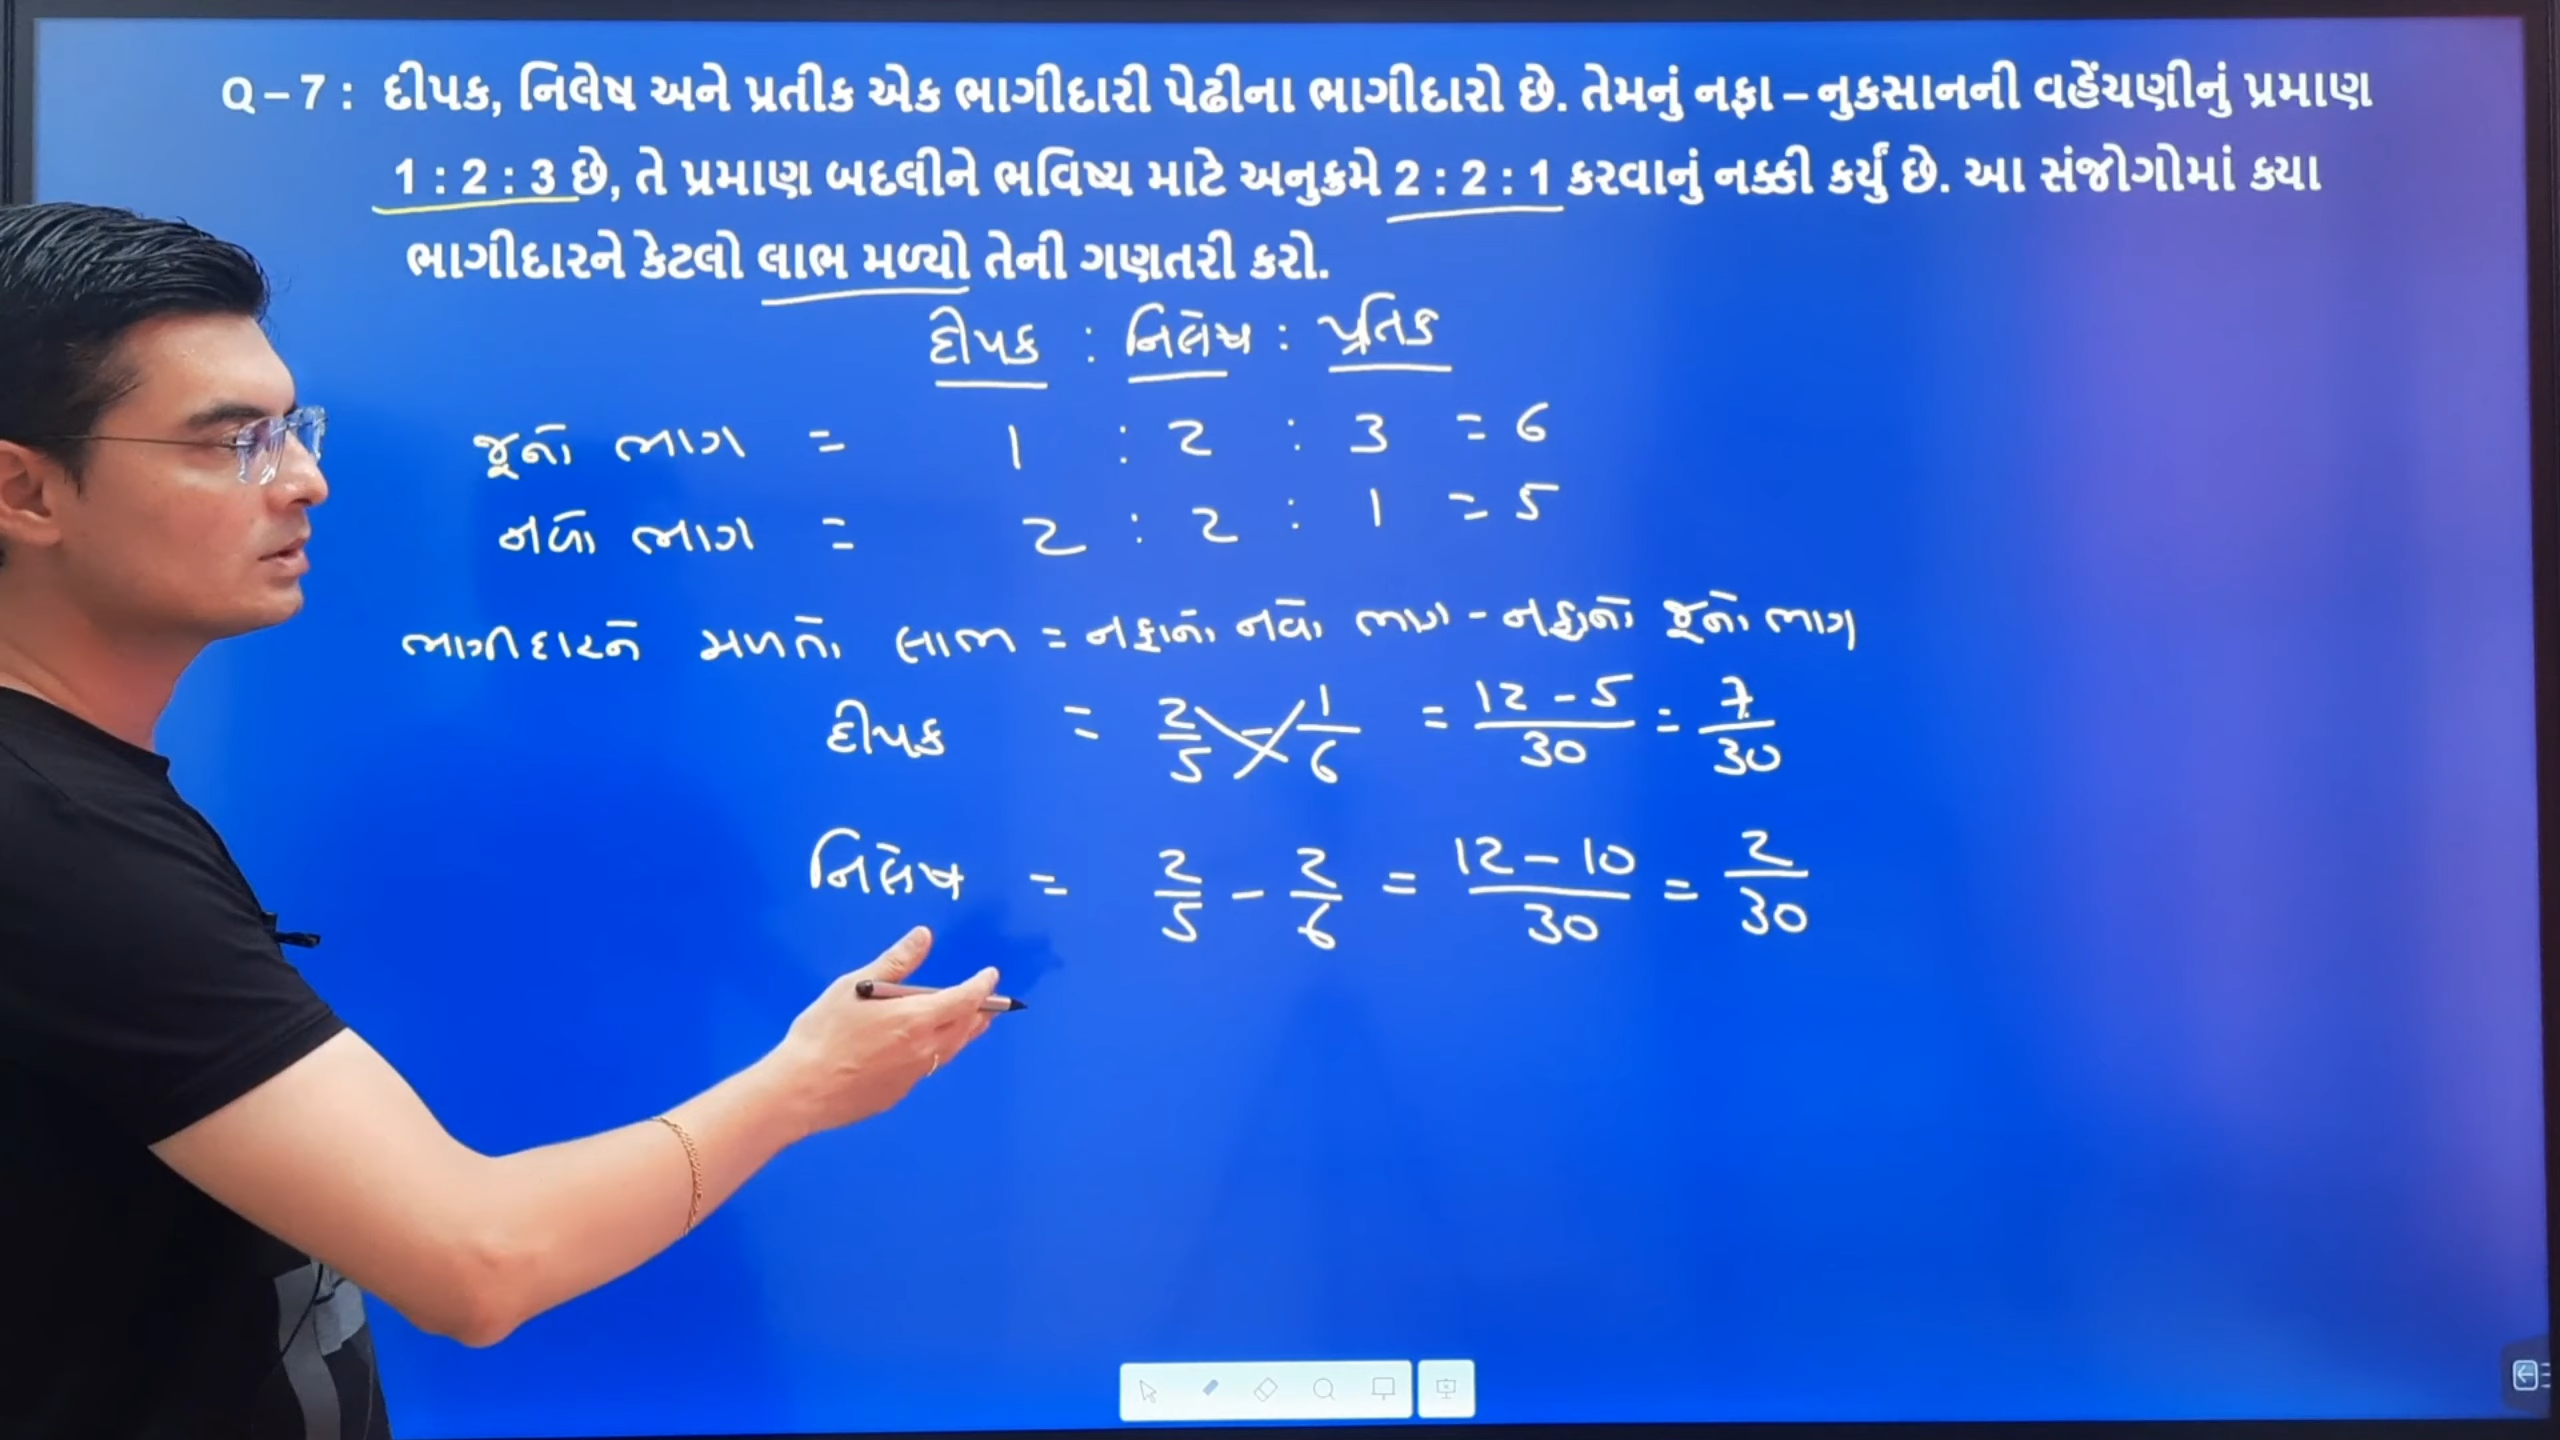 Q – 7 : દીપક, નિલેષ અને પ્રતીક એક ભાગીદારી પેઢીના ભાગીદારો છે. તેમનું નફા – નુકસાનની વહેંચણીનું પ્રમાણ
1 : 2 : 3 છે, તે પ્રમાણ બદલીને ભવિષ્ય માટે અનુક્રમે 2 : 2 : 1 કરવાનું નક્કી કર્યું છે. આ સંજોગોમાં કયા
ભાગીદારને કેટલો લાભ મળ્યો તેની ગણતરી કરો.
દીપક : નિલેષ : પ્રતિક
જૂનો ભાગ = 1 : 2 : 3 = 6
નવો ભાગ = 2 : 2 : 1 = 5
ભાગીદારને મળતો લાભ = નફાનો નવો ભાગ - નફાનો જૂનો ભાગ
દીપક = 2/5 - 1/6 = 12 - 5/30 = 7/30
નિલેષ = 2/5 - 2/6 = 12 - 10/30 = 2/30